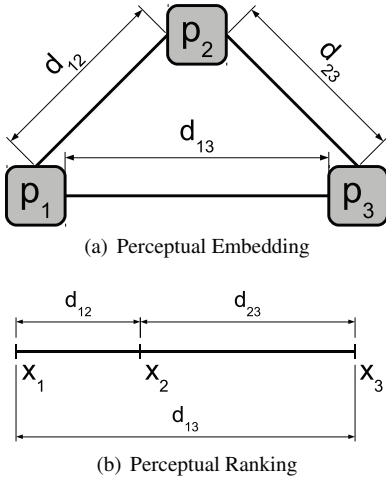 p₂
d₁₂
d₂₃
d₁₃
p₁
p₃
(a) Perceptual Embedding
d₁₂
d₂₃
x₁
x₂
x₃
d₁₃
(b) Perceptual Ranking